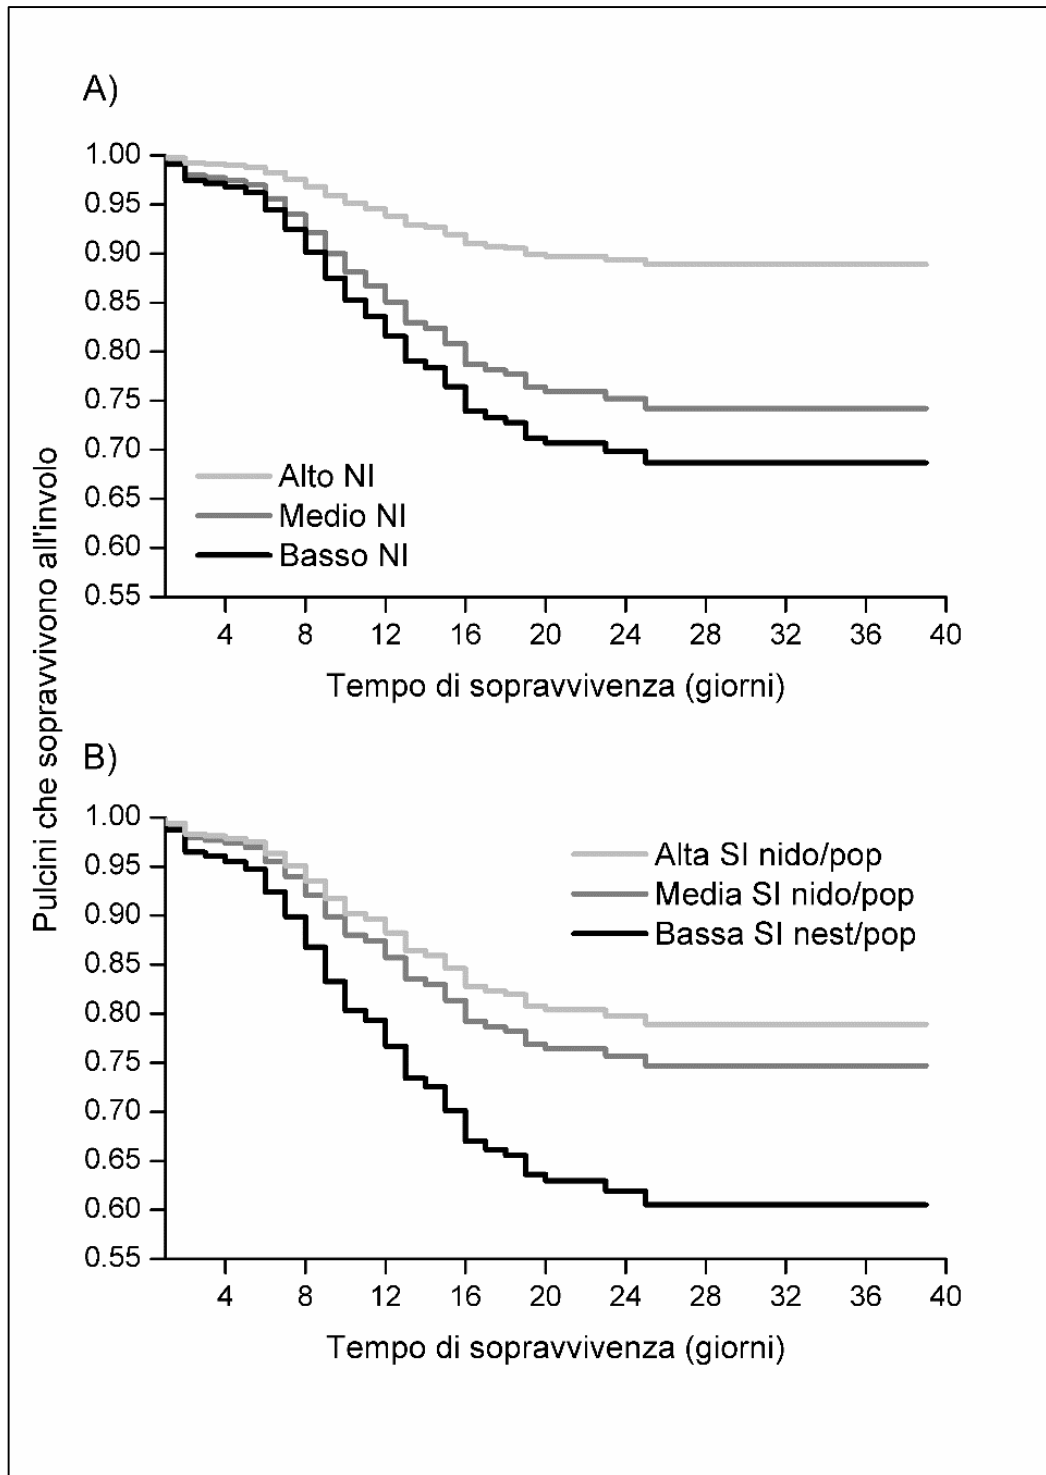 A)
Pulcini che sopravvivono all'involo
1.00
0.95
0.90
0.85
0.80
0.75
0.70
0.65
0.60
0.55
Alto NI
Medio NI
Basso NI
4 8 12 16 20 24 28 32 36 40
Tempo di sopravvivenza (giorni)
B)
1.00
0.95
0.90
0.85
0.80
0.75
0.70
0.65
0.60
0.55
Alta SI nido/pop
Media SI nido/pop
Bassa SI nest/pop
4 8 12 16 20 24 28 32 36 40
Tempo di sopravvivenza (giorni)